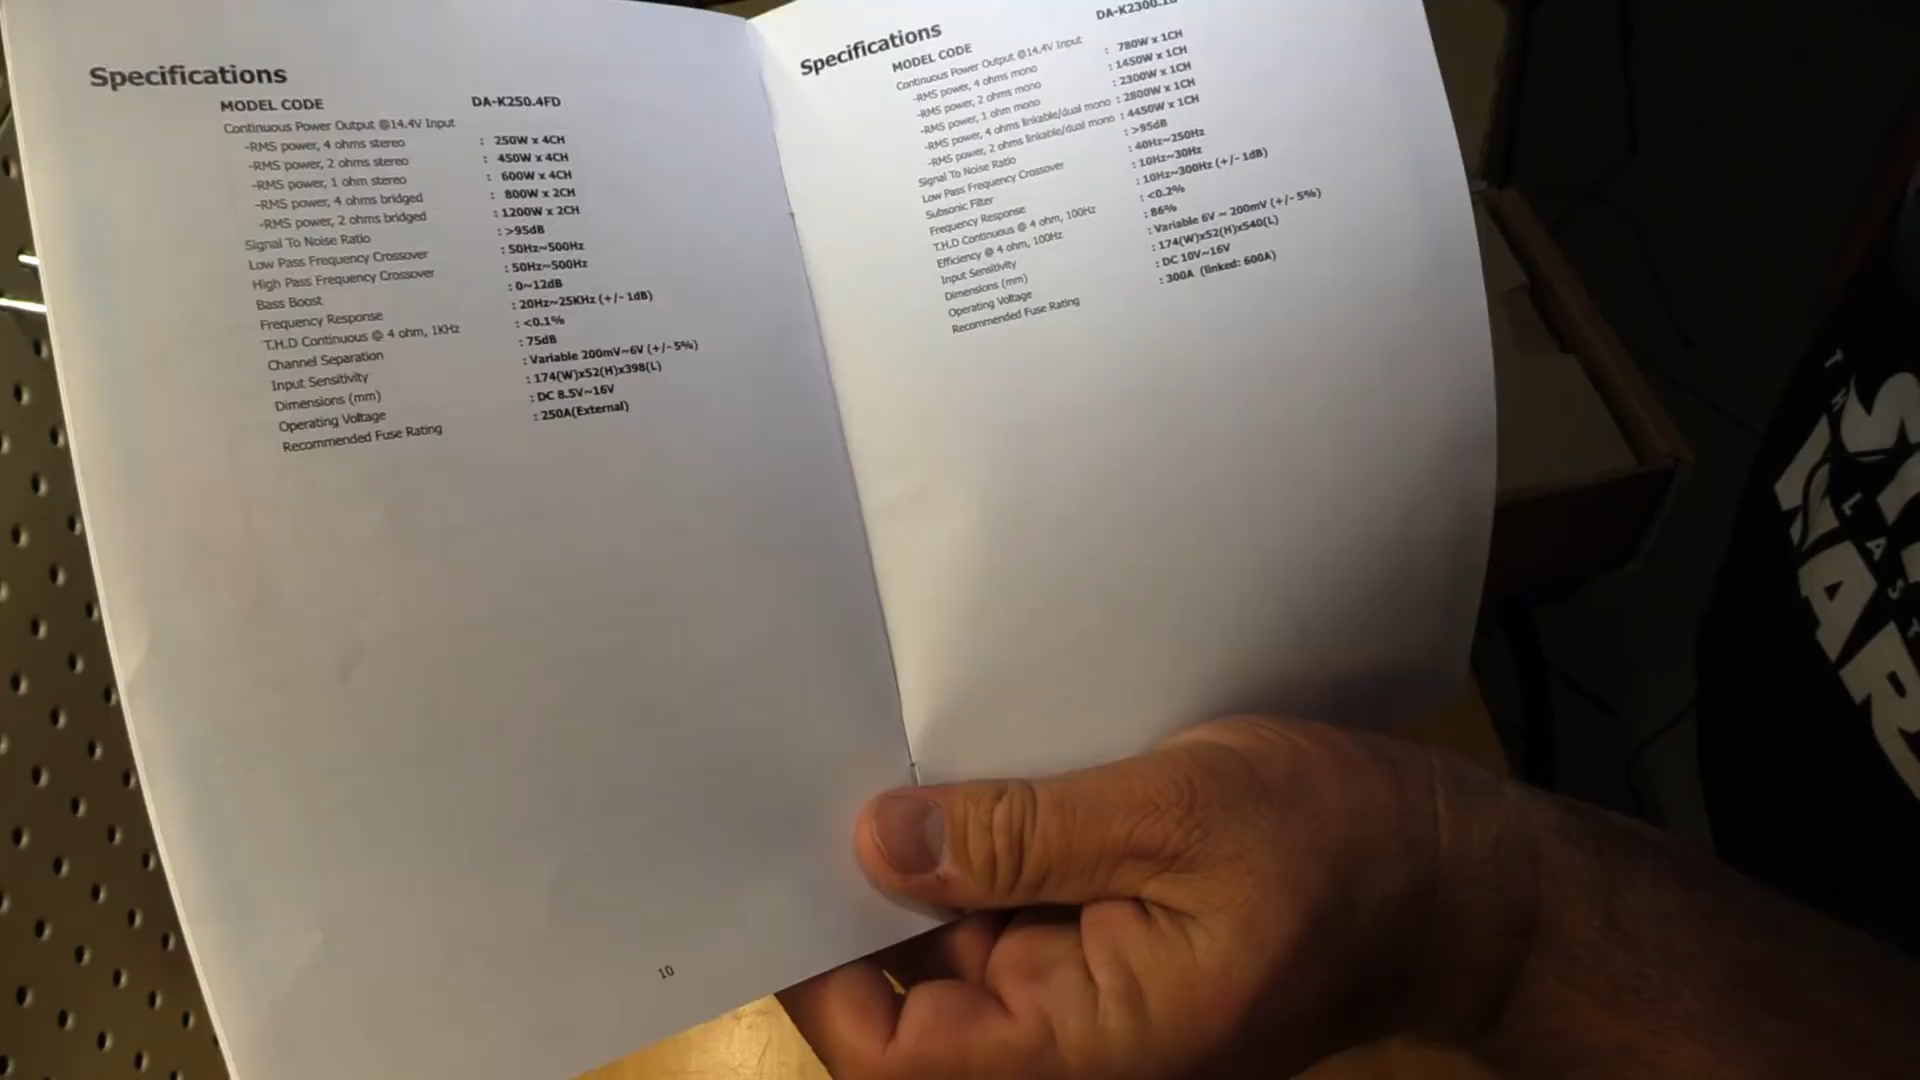 Specifications
MODEL CODE DA-K250.4FD
Continuous Power Output @14.4V Input
-RMS power, 4 ohms stereo : 250W x 4CH
-RMS power, 2 ohms stereo : 450W x 4CH
-RMS power, 1 ohm stereo : 600W x 4CH
-RMS power, 4 ohms bridged : 800W x 2CH
-RMS power, 2 ohms bridged : 1200W x 2CH
Signal To Noise Ratio : >95dB
Low Pass Frequency Crossover : 50Hz~500Hz
High Pass Frequency Crossover : 50Hz~500Hz
Bass Boost : 0~12dB
Frequency Response : 20Hz~25KHz (+/- 1dB)
T.H.D Continuous @ 4 ohm, 1KHz : <0.1%
Channel Separation : 75dB
Input Sensitivity : Variable 200mV~6V (+/- 5%)
Dimensions (mm) : 174(W)x52(H)x398(L)
Operating Voltage : DC 8.5V~16V
Recommended Fuse Rating : 250A(External)
10
Specifications
MODEL CODE
Continuous Power Output @14.4V Input
-RMS power, 4 ohms mono : 780W x 1CH
-RMS power, 2 ohms mono : 1450W x 1CH
-RMS power, 1 ohm mono : 2300W x 1CH
-RMS power, 4 ohms linkable/dual mono : 2800W x 1CH
-RMS power, 2 ohms linkable/dual mono : 4450W x 1CH
Signal To Noise Ratio : >95dB
Low Pass Frequency Crossover : 40Hz~250Hz
Subsonic Filter : 10Hz~30Hz
Frequency Response : 10Hz~300Hz (+/- 1dB)
T.H.D Continuous @ 4 ohm, 100Hz : <0.2%
Efficiency @ 4 ohm, 100Hz : 86%
Input Sensitivity : Variable 6V ~ 200mV (+/- 5%)
Dimensions (mm) : 174(W)x52(H)x540(L)
Operating Voltage : DC 10V~16V
Recommended Fuse Rating : 300A (linked: 600A)